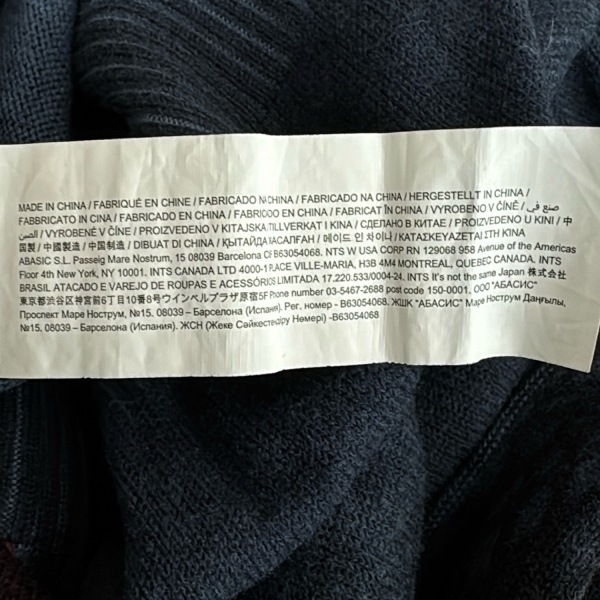 MADE IN CHINA / FABRIQUÉ EN CHINE / FABRICADO CHINA / FABRICADO NA CHINA / HERGESTELLT IN CHINA /
FABBRICATO IN CINA / FABRICADO EN CHINA / FABRICADO EN CHINA / FABRICAT ÎN CHINA / VYROBENO V ČÍNĚ / صنع في
الصين / VYROBENÉ V ČÍNE / PROIZVEDENO V KITAJSKA TILLVERKAT I KINA / СДЕЛАНО В КИТАЕ / PROIZVEDENO U KINI / 中
国製 / 中國製造 / 中国制造 / DIBUAT DI CHINA / ҚЫТАЙДА ЖАСАЛҒАН / 메이드 인 차이나 /
ABASIC S.L. Passeig Mare Nostrum, 15 08039 Barcelona B63054068. NTS W USA CORP RN 129068 958 Avenue of the Americas
Floor 4th New York, NY 10001. INTS CANADA LTD 4000-1 PLACE VILLE-MARIA, H3B 4M4 MONTREAL, QUEBEC CANADA. INTS
BRASIL ATACADO E VAREJO DE ROUPAS E ACESSÓRIOS LIMITADA 17.220.533/0004-24. INTS It's not the same Japan 株式会社
東京都渋谷区神宮前6丁目10番8号ウインベルプラザ原宿5F Phone number 03-5467-2688 post code 150-0001. ООО "АБАСИС"
Проспект Маре Нострум, №15. 08039 – Барселона (Испания). Рег. номер - B63054068. ЖШҚ "АБАСИС" Маре Нострум Даңғылы,
№15. 08039 – Барселона (Испания). ЖСН (Жеке Сәйкестендіру Нөмері) -B63054068